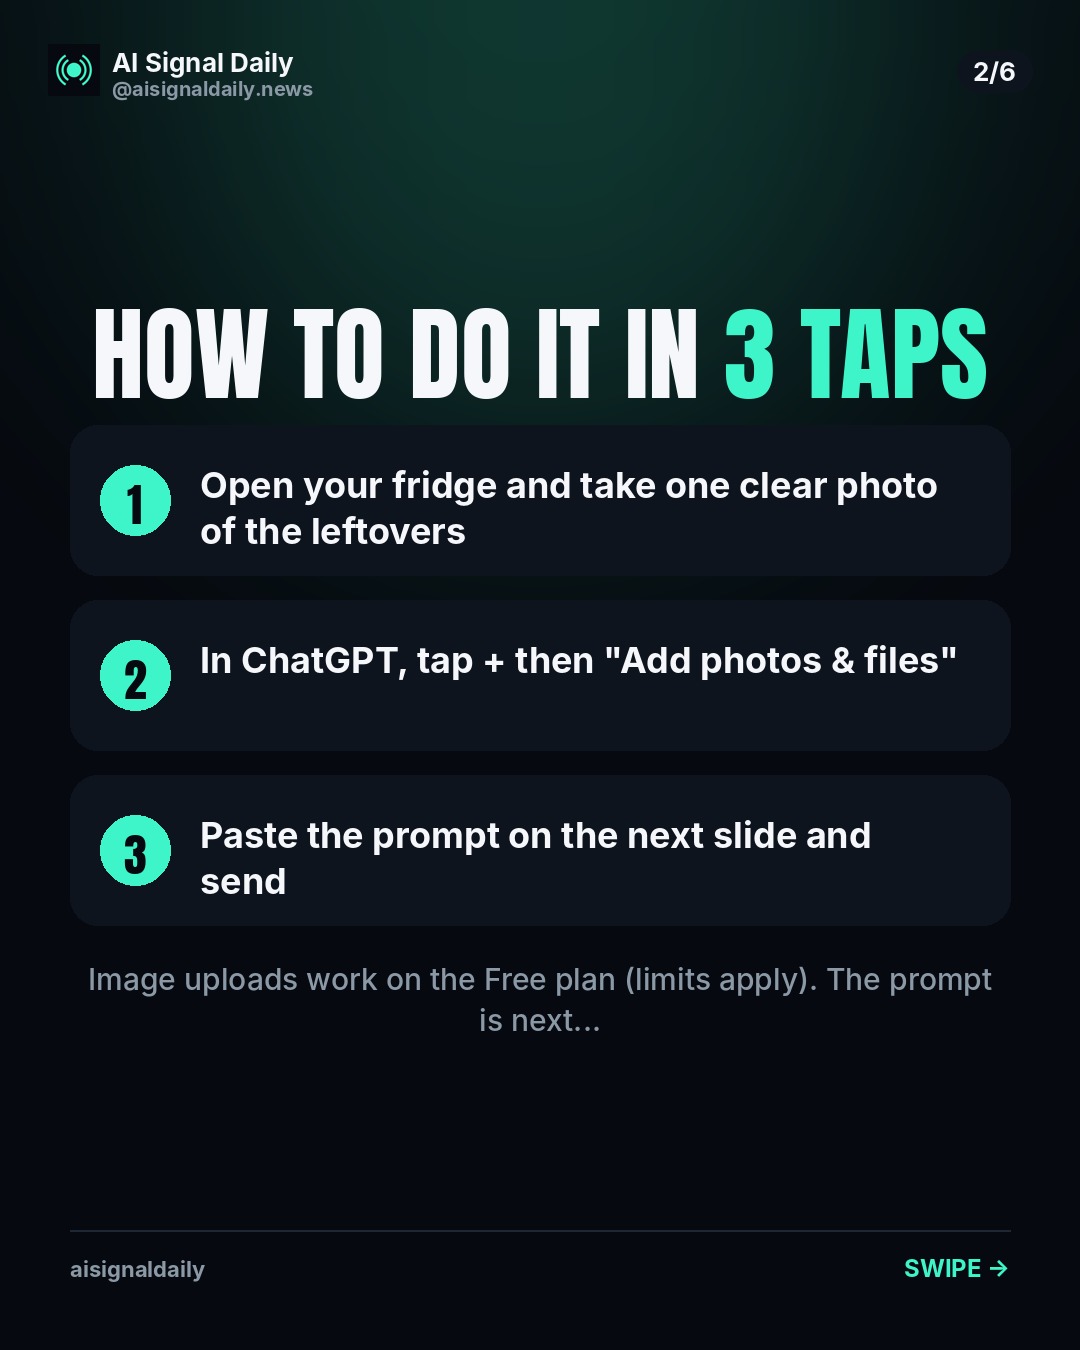 AI Signal Daily
@aisignaldaily.news
2/6
HOW TO DO IT IN 3 TAPS
1
Open your fridge and take one clear photo
of the leftovers
2
In ChatGPT, tap + then "Add photos & files"
3
Paste the prompt on the next slide and
send
Image uploads work on the Free plan (limits apply). The prompt
is next...
aisignaldaily
SWIPE →